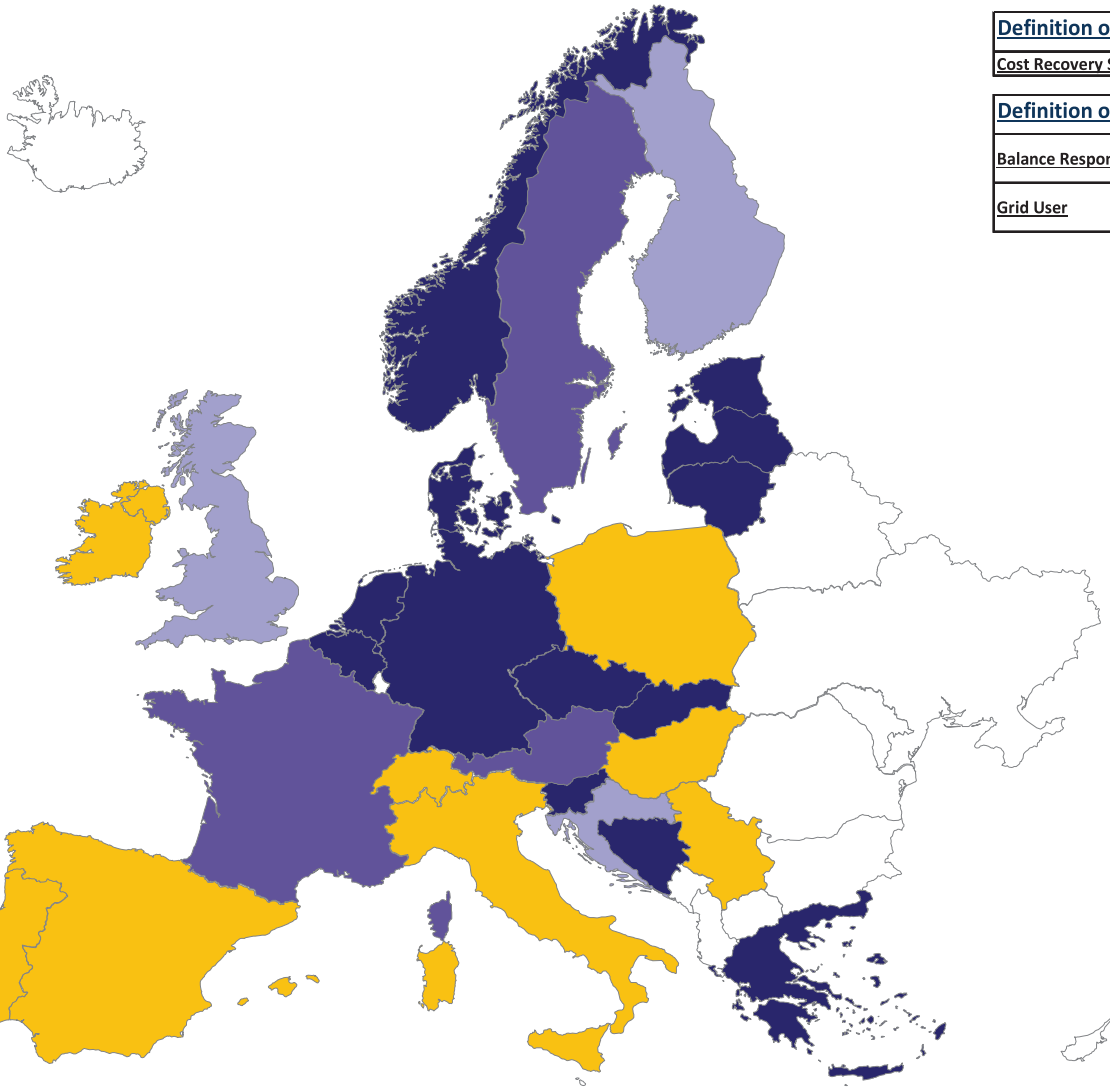 Definition o
Cost Recovery S
Definition o
Balance Respon
Grid User